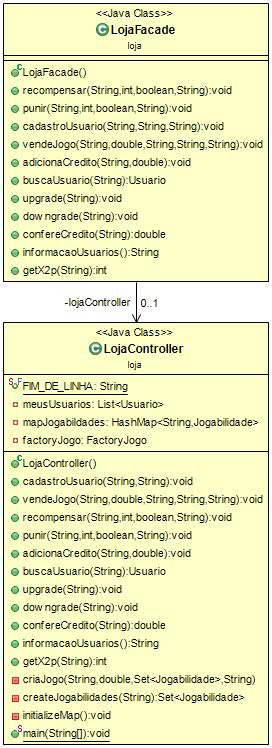 <<Java Class>>
LojaFacade
loja
LojaFacade()
recompensar(String,int,boolean,String):void
punir(String,int,boolean,String):void
cadastroUsuario(String,String,String):void
vendeJogo(String,double,String,String,String):void
adicionaCredito(String,double):void
buscaUsuario(String):Usuario
upgrade(String):void
downgrade(String):void
confereCredito(String):double
informacaoUsuarios():String
getX2p(String):int
-lojaController 0..1
<<Java Class>>
LojaController
loja
FIM_DE_LINHA: String
meusUsuarios: List<Usuario>
mapJogabildades: HashMap<String,Jogabilidade>
factoryJogo: FactoryJogo
LojaController()
cadastroUsuario(String,String,String):void
vendeJogo(String,double,String,String,String):void
recompensar(String,int,boolean,String):void
punir(String,int,boolean,String):void
adicionaCredito(String,double):void
buscaUsuario(String):Usuario
upgrade(String):void
downgrade(String):void
confereCredito(String):double
informacaoUsuarios():String
getX2p(String):int
criaJogo(String,double,Set<Jogabilidade>,String)
createJogabilidades(String):Set<Jogabilidade>
initializeMap():void
main(String[]):void